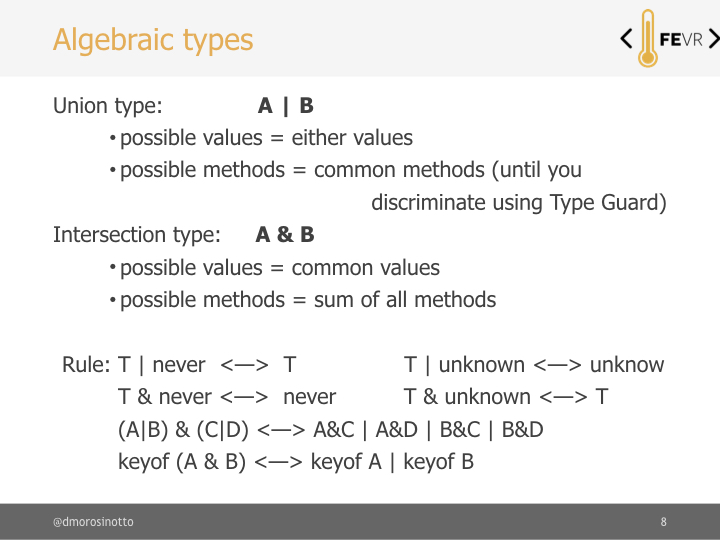 Algebraic types
FEVR
Union type: A | B
• possible values = either values
• possible methods = common methods (until you
discriminate using Type Guard)
Intersection type: A & B
• possible values = common values
• possible methods = sum of all methods
Rule: T | never <—> T T | unknown <—> unknow
T & never <—> never T & unknown <—> T
(A|B) & (C|D) <—> A&C | A&D | B&C | B&D
keyof (A & B) <—> keyof A | keyof B
@dmorosinotto 8